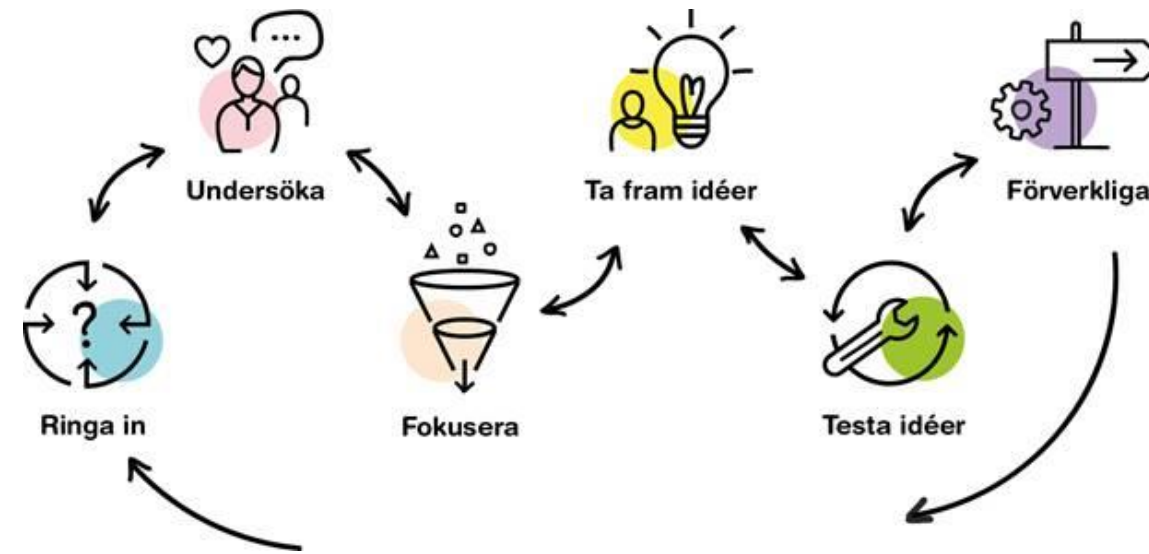 Undersöka
Ta fram idéer
Förverkliga
Ringa in
Fokusera
Testa idéer
?